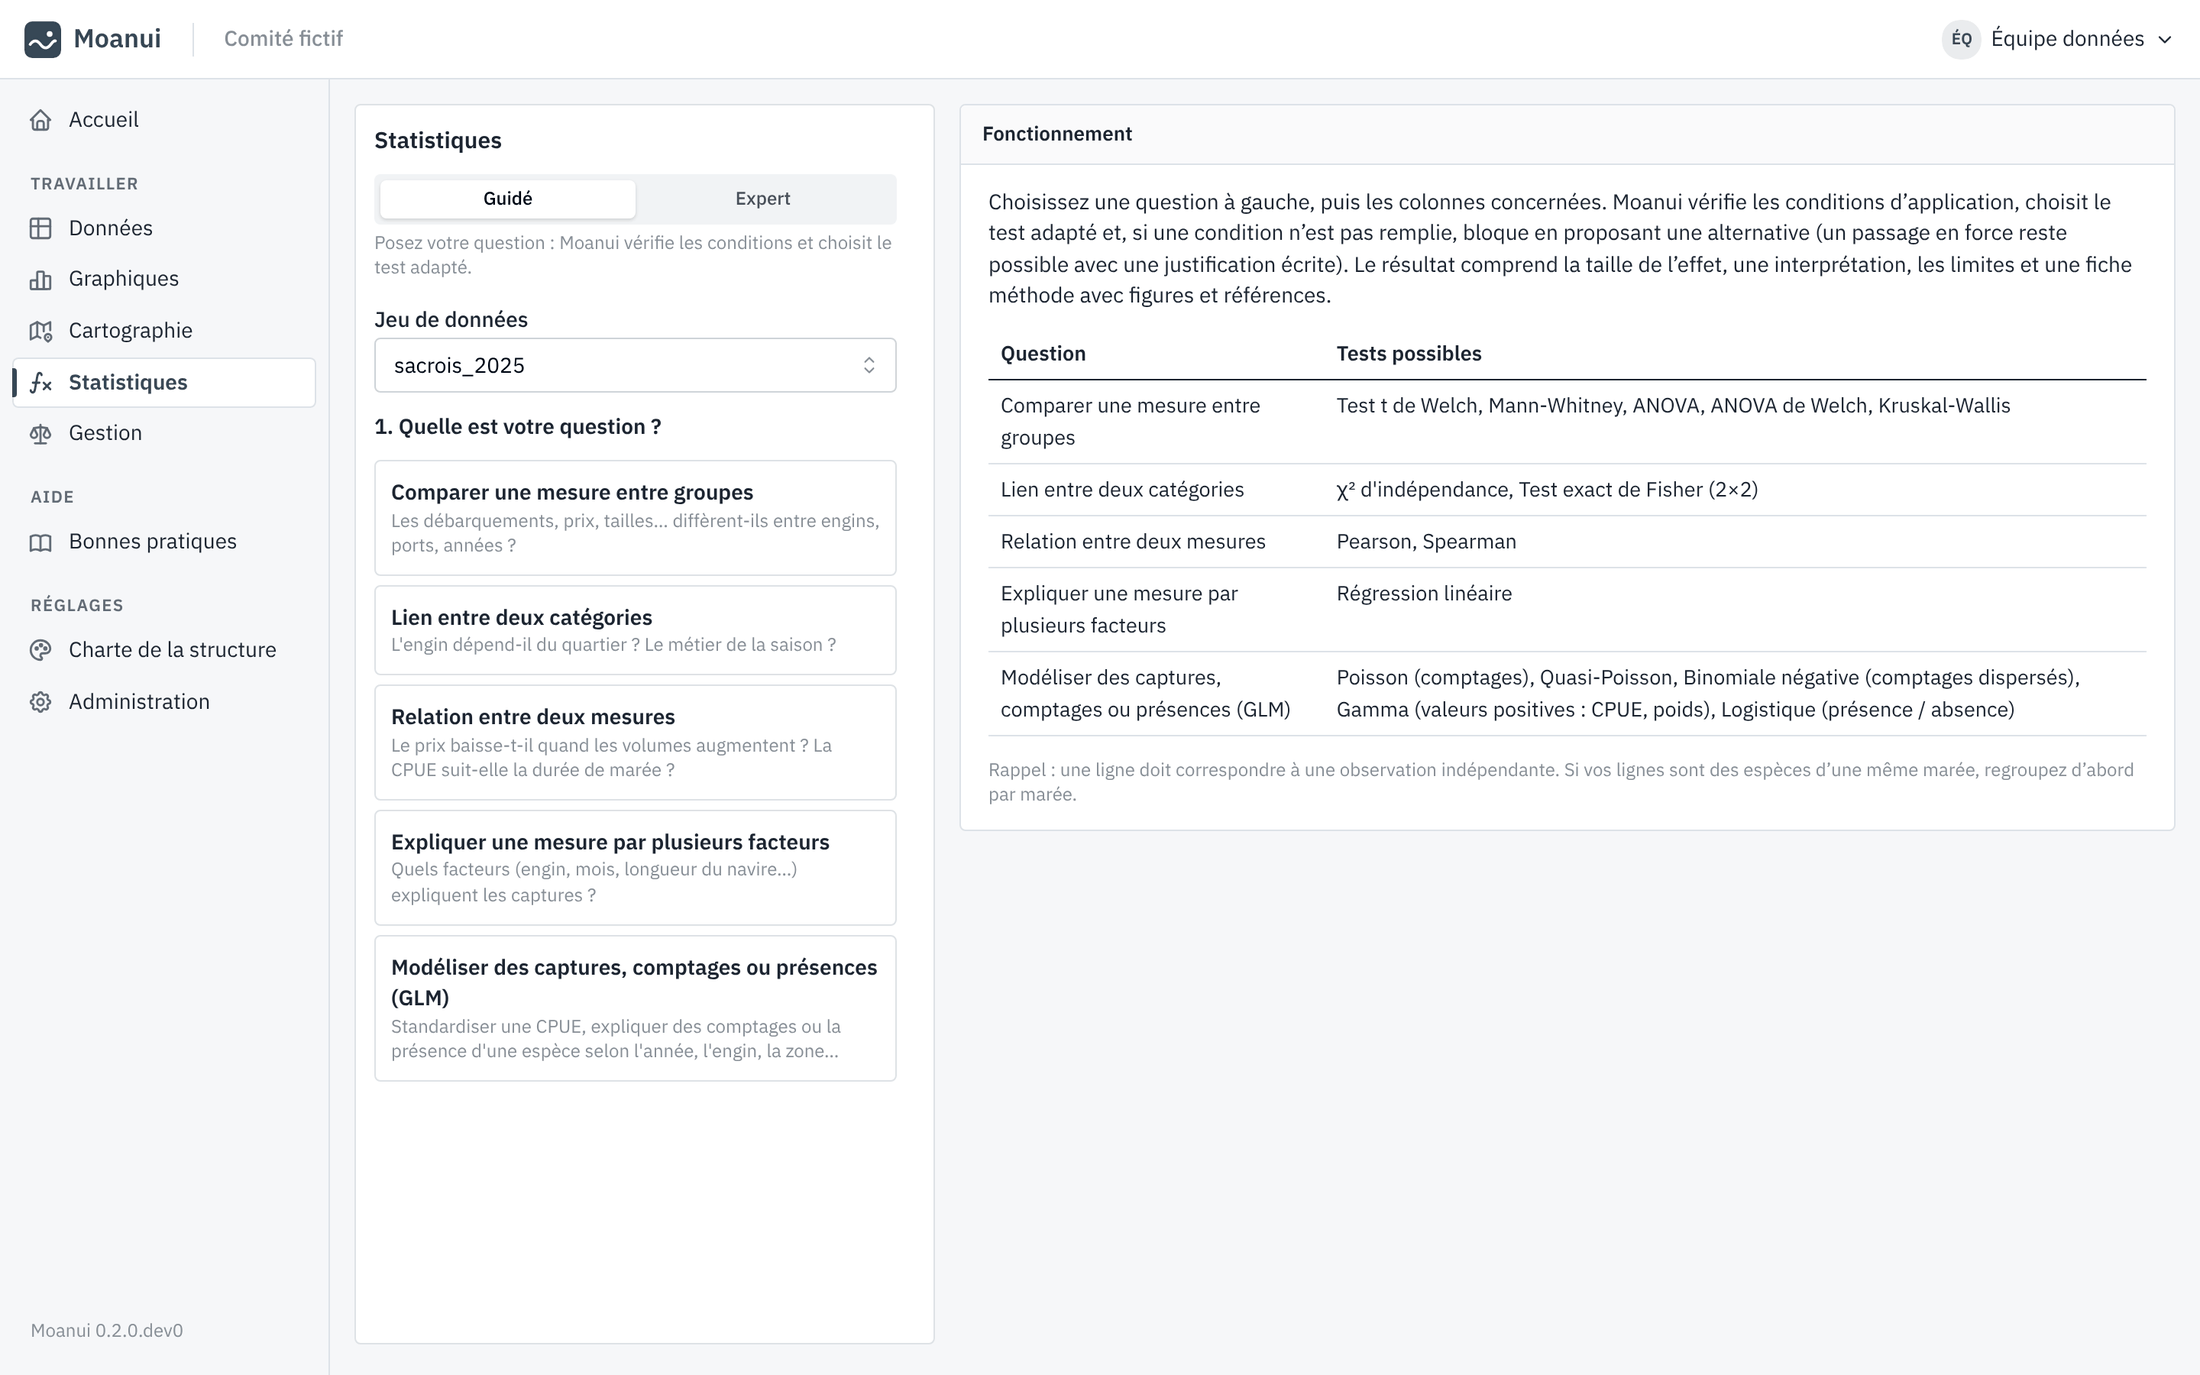 Moanui
Comité fictif
ÉQ
Équipe données
Accueil
TRAVAILLER
Données
Graphiques
Cartographie
Statistiques
Gestion
AIDE
Bonnes pratiques
RÉGLAGES
Charte de la structure
Administration
Moanui 0.2.0.dev0
Statistiques
Guidé
Expert
Posez votre question : Moanui vérifie les conditions et choisit le
test adapté.
Jeu de données
sacrois_2025
1. Quelle est votre question ?
Comparer une mesure entre groupes
Les débarquements, prix, tailles... diffèrent-ils entre engins,
ports, années ?
Lien entre deux catégories
L'engin dépend-il du quartier ? Le métier de la saison ?
Relation entre deux mesures
Le prix baisse-t-il quand les volumes augmentent ? La
CPUE suit-elle la durée de marée ?
Expliquer une mesure par plusieurs facteurs
Quels facteurs (engin, mois, longueur du navire...)
expliquent les captures ?
Modéliser des captures, comptages ou présences
(GLM)
Standardiser une CPUE, expliquer des comptages ou la
présence d'une espèce selon l'année, l'engin, la zone...
Fonctionnement
Choisissez une question à gauche, puis les colonnes concernées. Moanui vérifie les conditions d’application, choisit le
test adapté et, si une condition n’est pas remplie, bloque en proposant une alternative (un passage en force reste
possible avec une justification écrite). Le résultat comprend la taille de l’effet, une interprétation, les limites et une fiche
méthode avec figures et références.
Question
Tests possibles
Comparer une mesure entre
groupes
Test t de Welch, Mann-Whitney, ANOVA, ANOVA de Welch, Kruskal-Wallis
Lien entre deux catégories
χ² d'indépendance, Test exact de Fisher (2×2)
Relation entre deux mesures
Pearson, Spearman
Expliquer une mesure par
plusieurs facteurs
Régression linéaire
Modéliser des captures,
comptages ou présences (GLM)
Poisson (comptages), Quasi-Poisson, Binomiale négative (comptages dispersés),
Gamma (valeurs positives : CPUE, poids), Logistique (présence / absence)
Rappel : une ligne doit correspondre à une observation indépendante. Si vos lignes sont des espèces d’une même marée, regroupez d’abord
par marée.